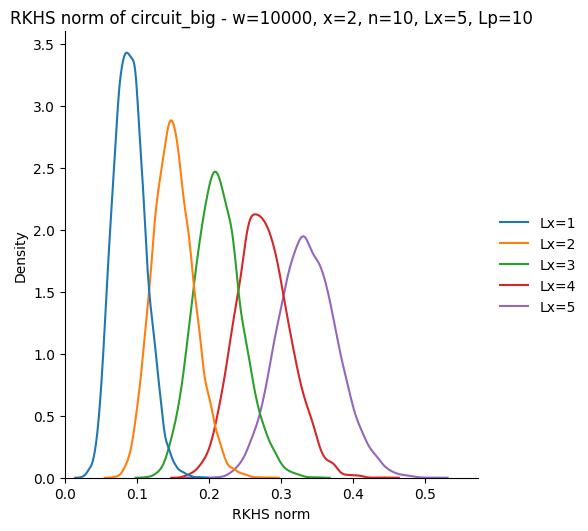 RKHS norm of circuit_big - w=10000, x=2, n=10, Lx=5, Lp=10
3.5
3.0
2.5
2.0
1.5
1.0
0.5
0.0
Density
0.0 0.1 0.2 0.3 0.4 0.5
RKHS norm
Lx=1
Lx=2
Lx=3
Lx=4
Lx=5